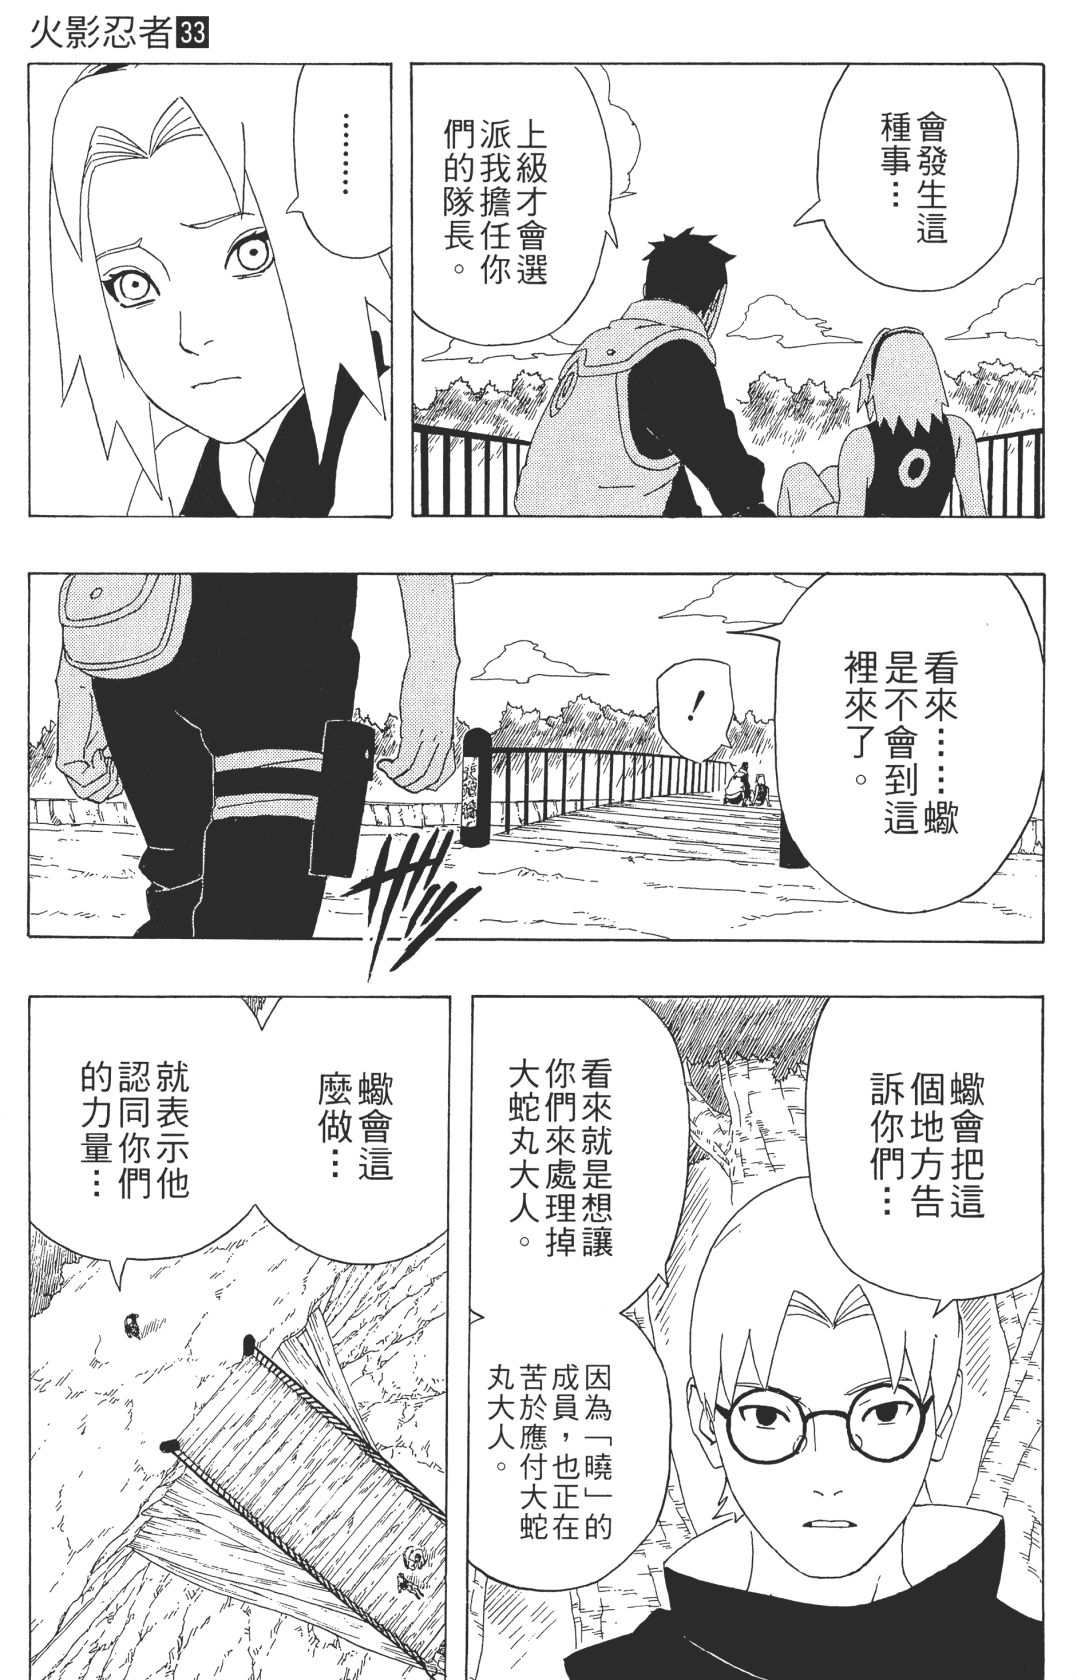 火影忍者33
會發生這
種事…
上級才會選
派我擔任你
們的隊長。
………
看來……蠍
是不會到這
裡來了。
！
蠍會把這
個地方告
訴你們…
看來就是想讓
你們來處理掉
大蛇丸大人。
因為「曉」的
成員，也正在
苦於應付大蛇
丸大人。
蠍會這
麼做…
就表示他
認同你們
的力量…